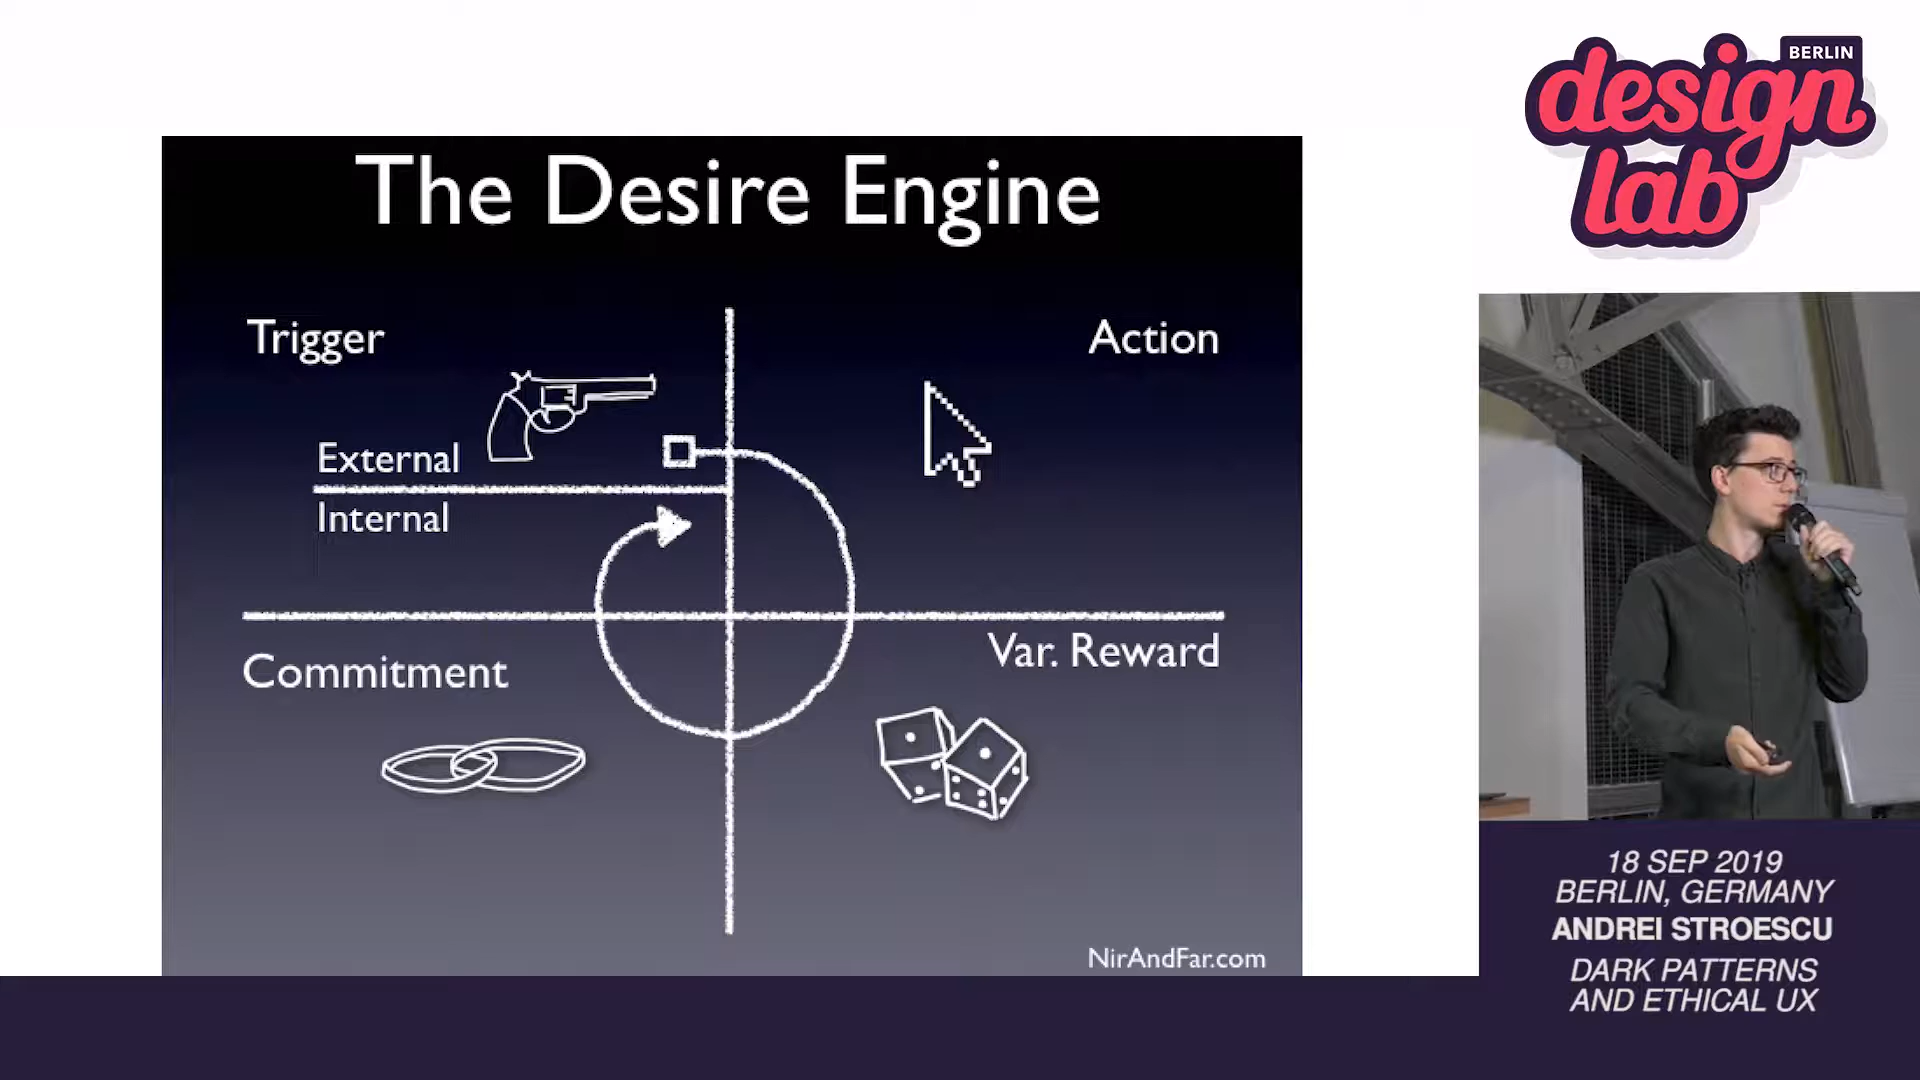 The Desire Engine
Trigger
Action
External
Internal
Commitment
Var. Reward
NirAndFar.com
BERLIN
design
lab
18 SEP 2019
BERLIN, GERMANY
ANDREI STROESCU
DARK PATTERNS
AND ETHICAL UX